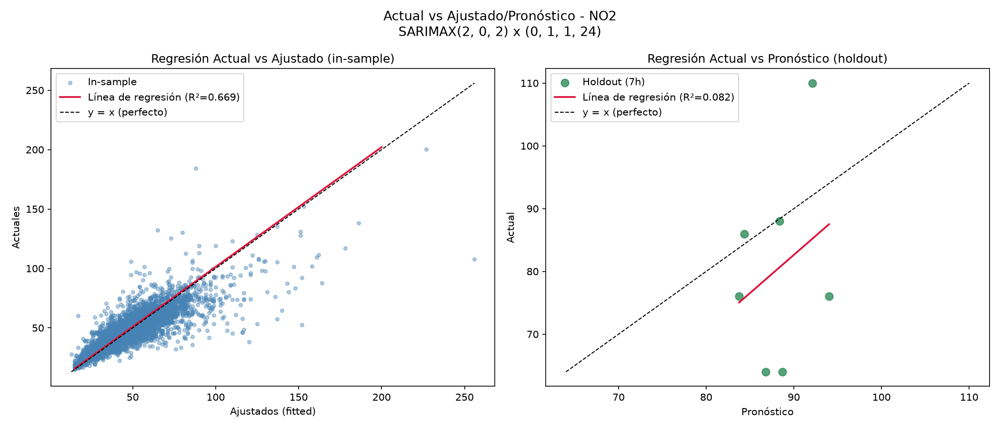 Actual vs Ajustado/Pronóstico - NO2
SARIMAX(2, 0, 2) x (0, 1, 1, 24)
Regresión Actual vs Ajustado (in-sample)
In-sample
Línea de regresión (R²=0.669)
y = x (perfecto)
250
200
150
100
50
Actuales
50
100
150
200
250
Ajustados (fitted)
Regresión Actual vs Pronóstico (holdout)
Holdout (7h)
Línea de regresión (R²=0.082)
y = x (perfecto)
110
100
90
80
70
Actual
70
80
90
100
110
Pronóstico